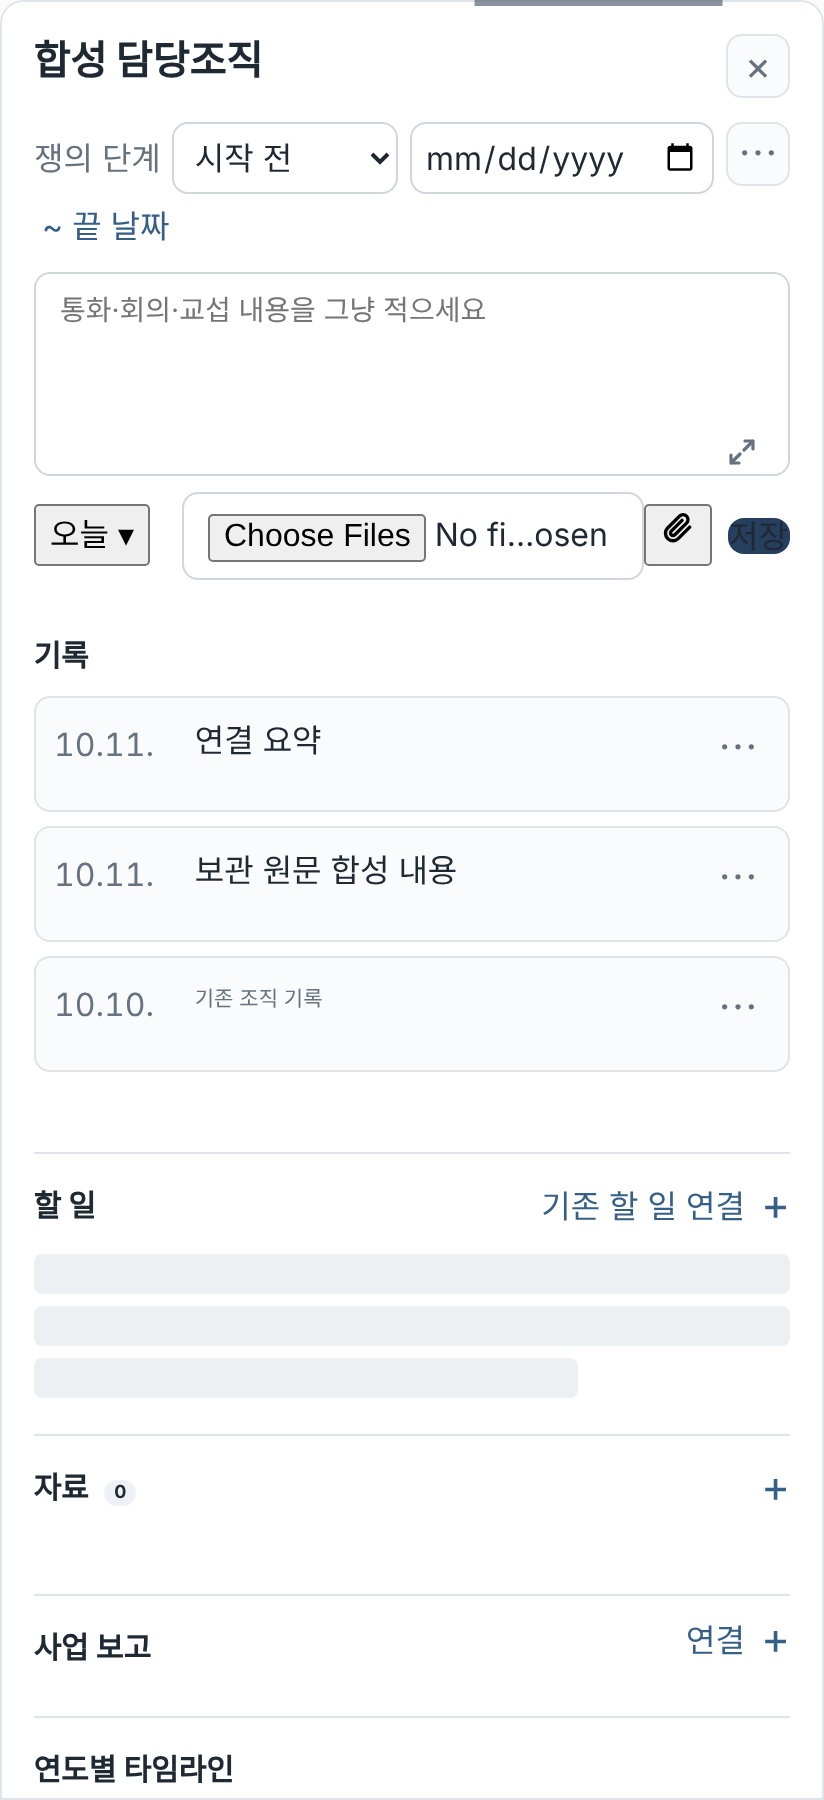 합성 담당조직
×
쟁의 단계 시작 전 mm/dd/yyyy ···
~ 끝 날짜
통화·회의·교섭 내용을 그냥 적으세요
오늘 ▾ Choose Files No fi...osen 저장
기록
10.11. 연결 요약 ···
10.11. 보관 원문 합성 내용 ···
10.10. 기존 조직 기록 ···
할 일 기존 할 일 연결 +
자료 0 +
사업 보고 연결 +
연도별 타임라인